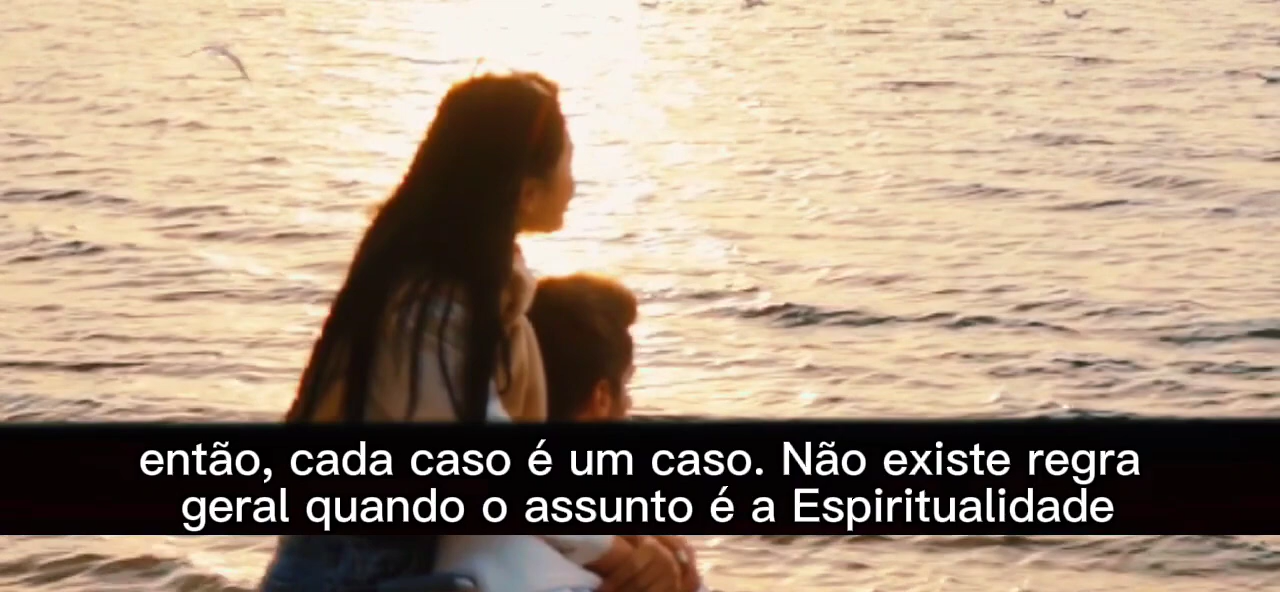 então, cada caso é um caso. Não existe regra
geral quando o assunto é a Espiritualidade